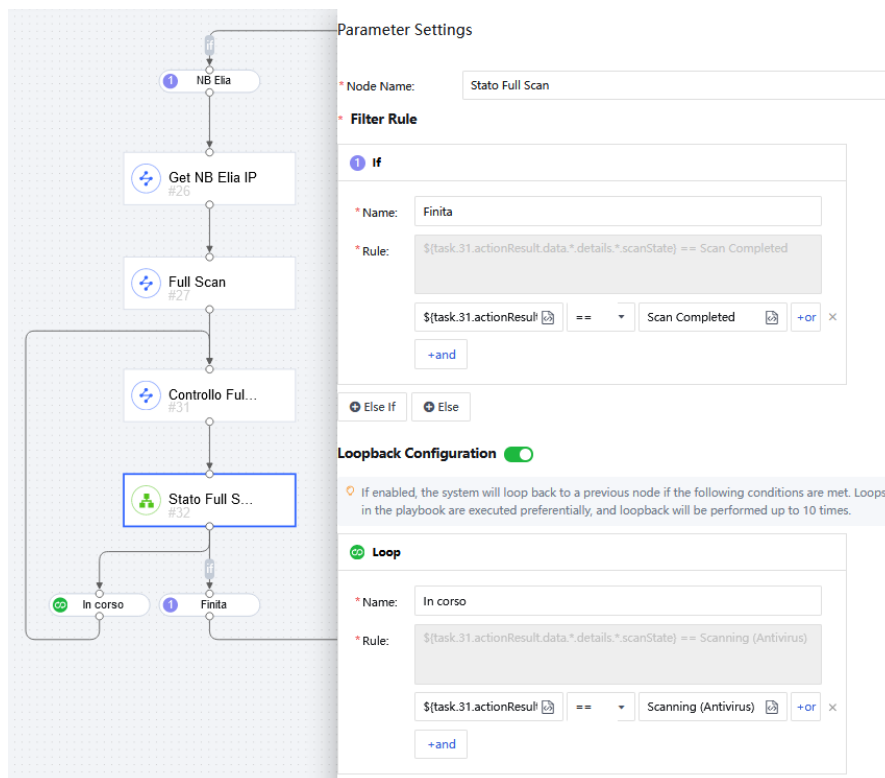 if
1 NB Elia
Get NB Elia IP
#26
Full Scan
#27
Controllo Ful...
#31
Stato Full S...
#32
if
In corso
1 Finita
Parameter Settings
* Node Name: Stato Full Scan
* Filter Rule
1 If
* Name: Finita
* Rule: ${task.31.actionResult.data.*.details.*.scanState} == Scan Completed
${task.31.actionResult == Scan Completed +or ×
+and
Else If Else
Loopback Configuration
If enabled, the system will loop back to a previous node if the following conditions are met. Loops
in the playbook are executed preferentially, and loopback will be performed up to 10 times.
Loop
* Name: In corso
* Rule: ${task.31.actionResult.data.*.details.*.scanState} == Scanning (Antivirus)
${task.31.actionResult == Scanning (Antivirus) +or ×
+and